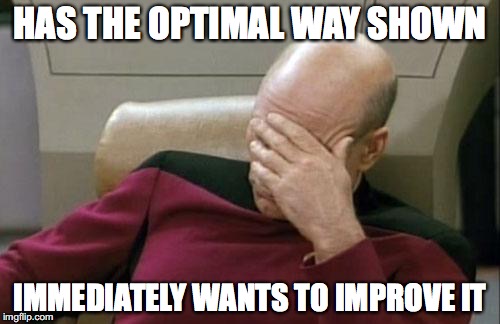 HAS THE OPTIMAL WAY SHOWN
IMMEDIATELY WANTS TO IMPROVE IT
imgflip.com